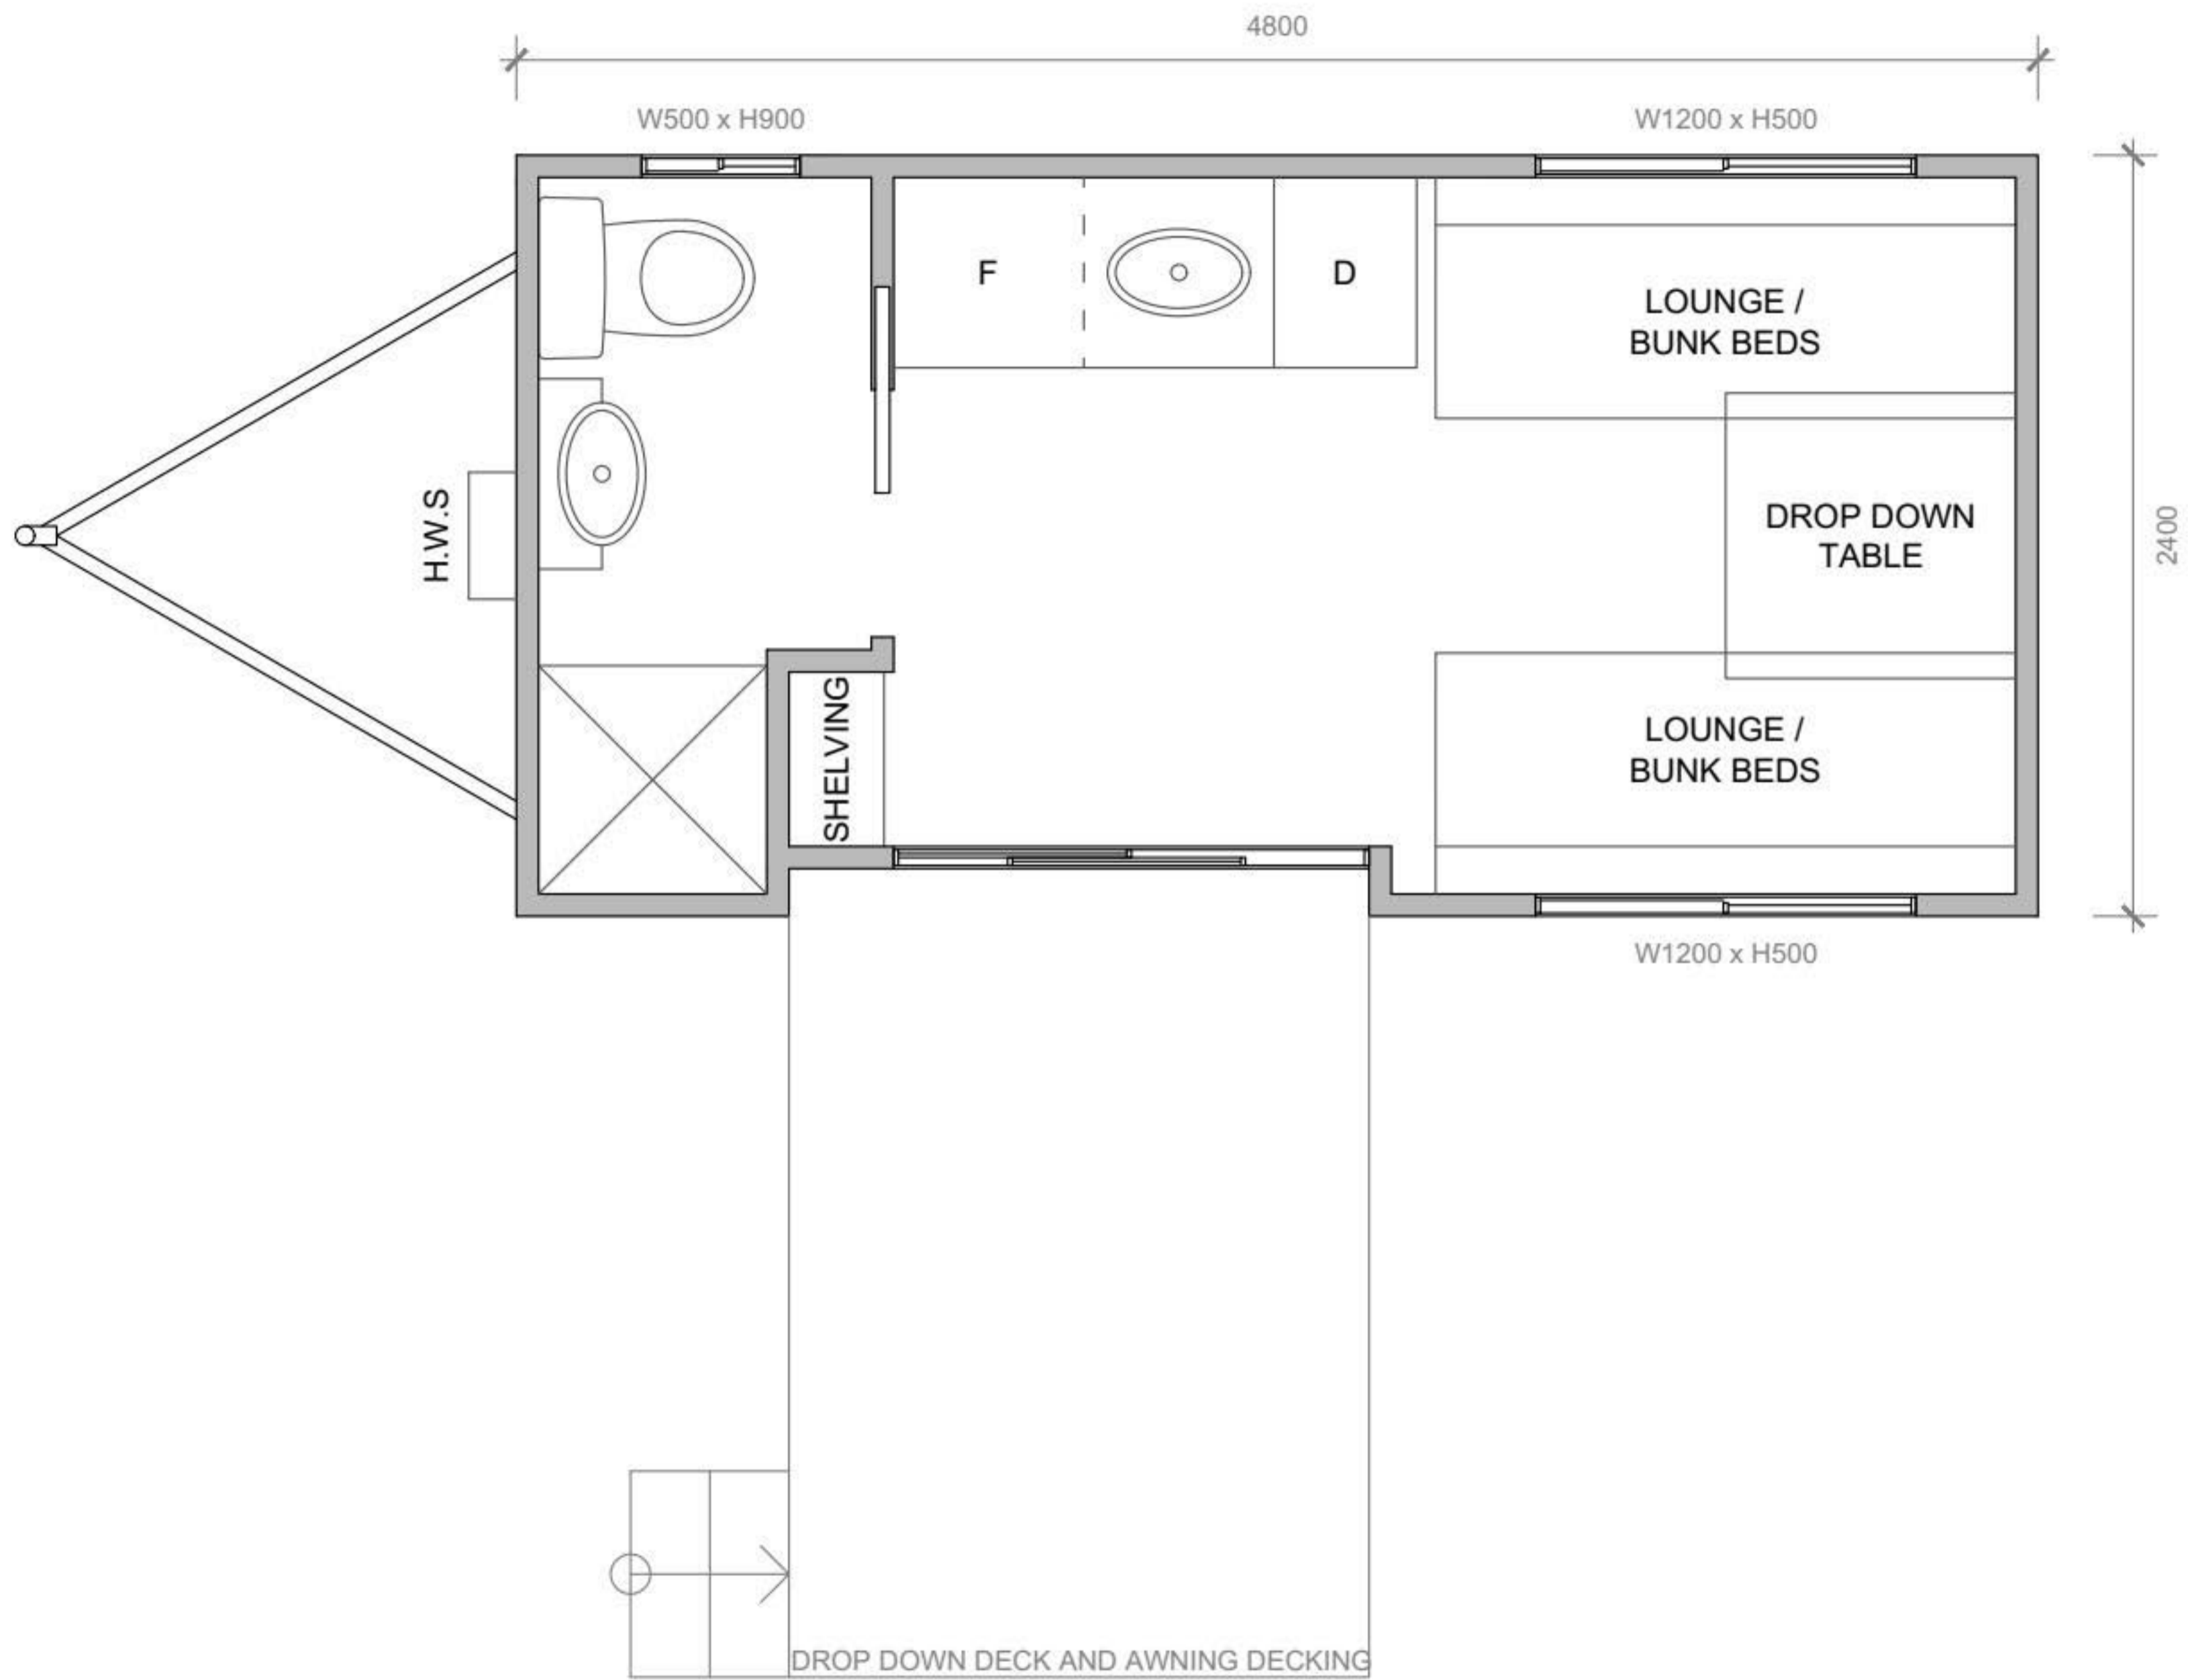 4800
W500 x H900
W1200 x H500
F
D
LOUNGE /
BUNK BEDS
H.W.S
DROP DOWN
TABLE
2400
SHELVING
LOUNGE /
BUNK BEDS
W1200 x H500
DROP DOWN DECK AND AWNING DECKING